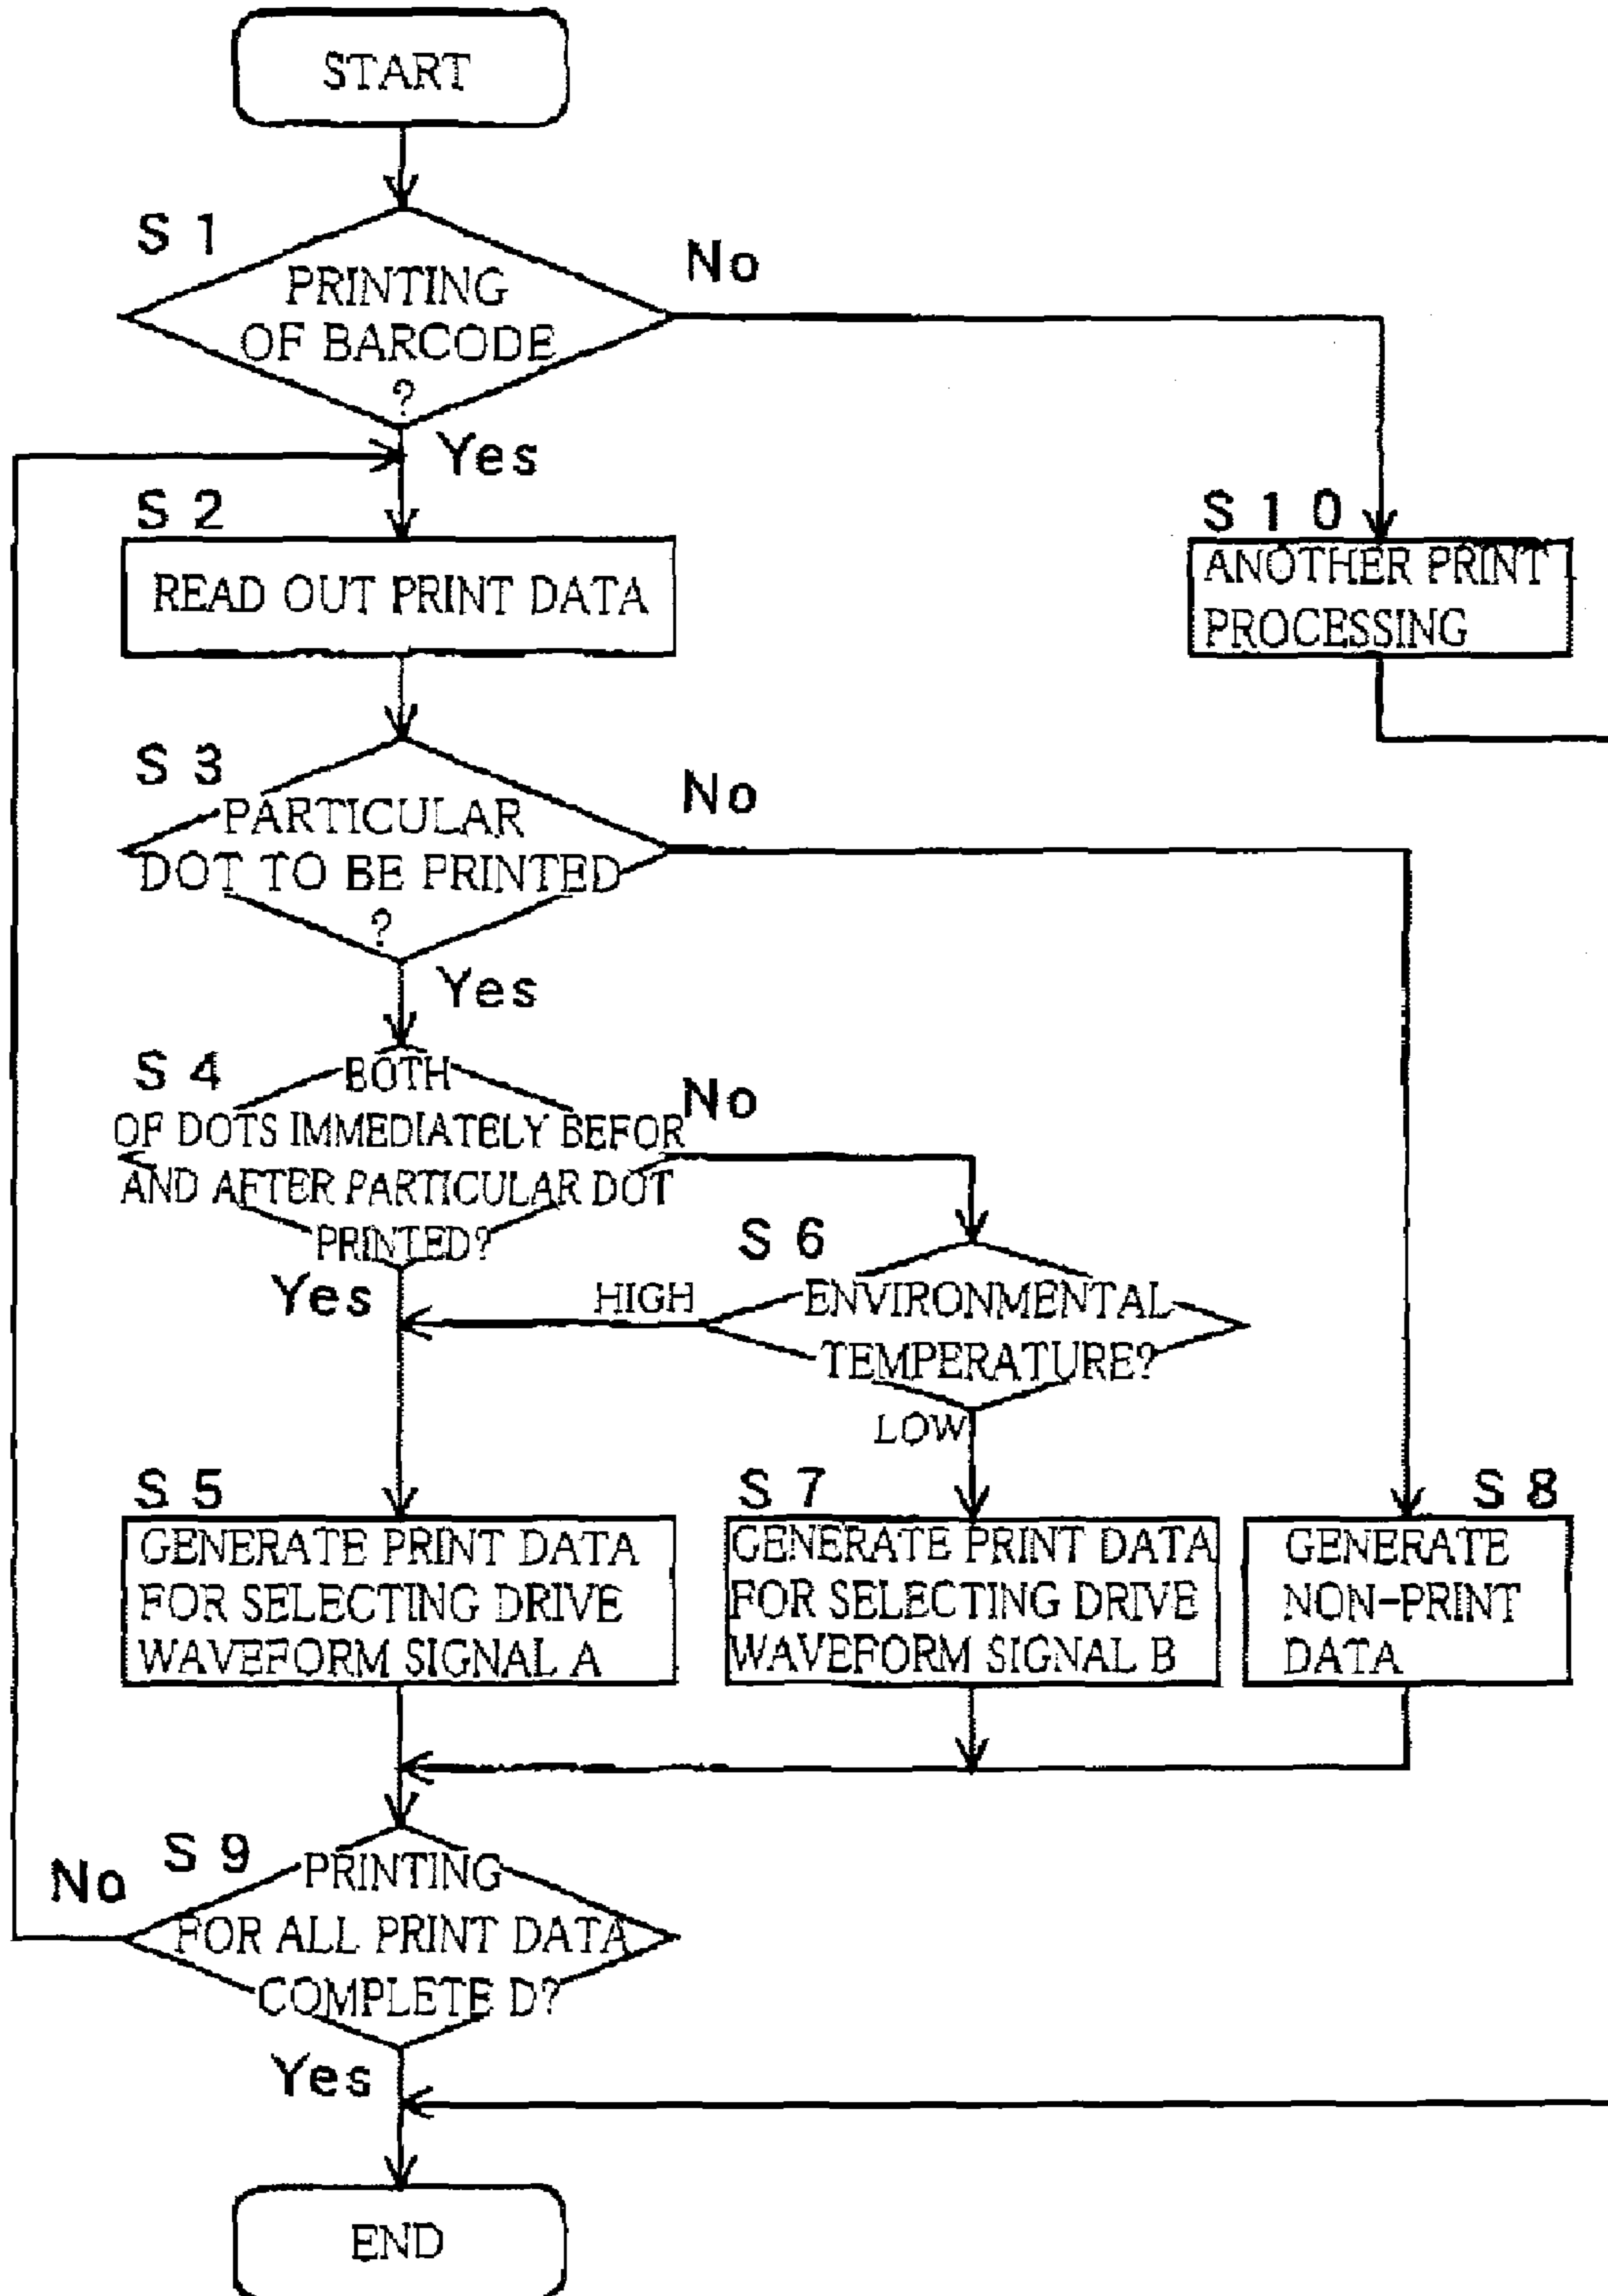 START
S 1
No
PRINTING
OF BARCODE
?
Yes
S 2
READ OUT PRINT DATA
S 1 0
ANOTHER PRINT
PROCESSING
S 3
No
PARTICULAR
DOT TO BE PRINTED
?
Yes
S 4
No
BOTH
OF DOTS IMMEDIATELY BEFOR
AND AFTER PARTICULAR DOT
PRINTED?
Yes
S 6
HIGH
ENVIRONMENTAL
TEMPERATURE?
LOW
S 5
GENERATE PRINT DATA
FOR SELECTING DRIVE
WAVEFORM SIGNAL A
S 7
GENERATE PRINT DATA
FOR SELECTING DRIVE
WAVEFORM SIGNAL B
S 8
GENERATE
NON-PRINT
DATA
S 9
No
PRINTING
FOR ALL PRINT DATA
COMPLETE D?
Yes
END